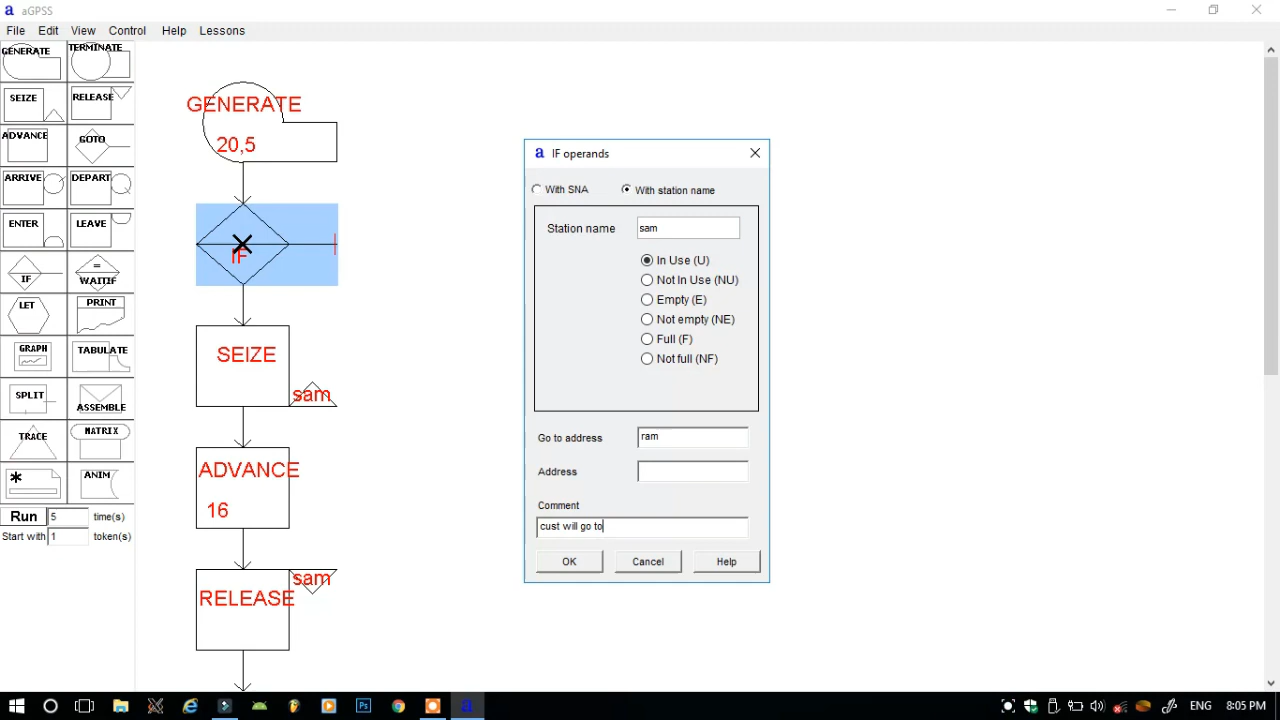 aGPSS
File Edit View Control Help Lessons
GENERATE TERMINATE
SEIZE RELEASE
ADVANCE GOTO
ARRIVE DEPART
ENTER LEAVE
IF = WAITIF
LET PRINT
GRAPH TABULATE
SPLIT ASSEMBLE
TRACE MATRIX
* ANIM
Run 5 time(s)
Start with 1 token(s)
GENERATE
20,5
IF
SEIZE
sam
ADVANCE
16
sam
RELEASE
IF operands
With SNA With station name
Station name sam
In Use (U)
Not In Use (NU)
Empty (E)
Not empty (NE)
Full (F)
Not full (NF)
Go to address ram
Address
Comment
cust will go to
OK Cancel Help
ENG 8:05 PM